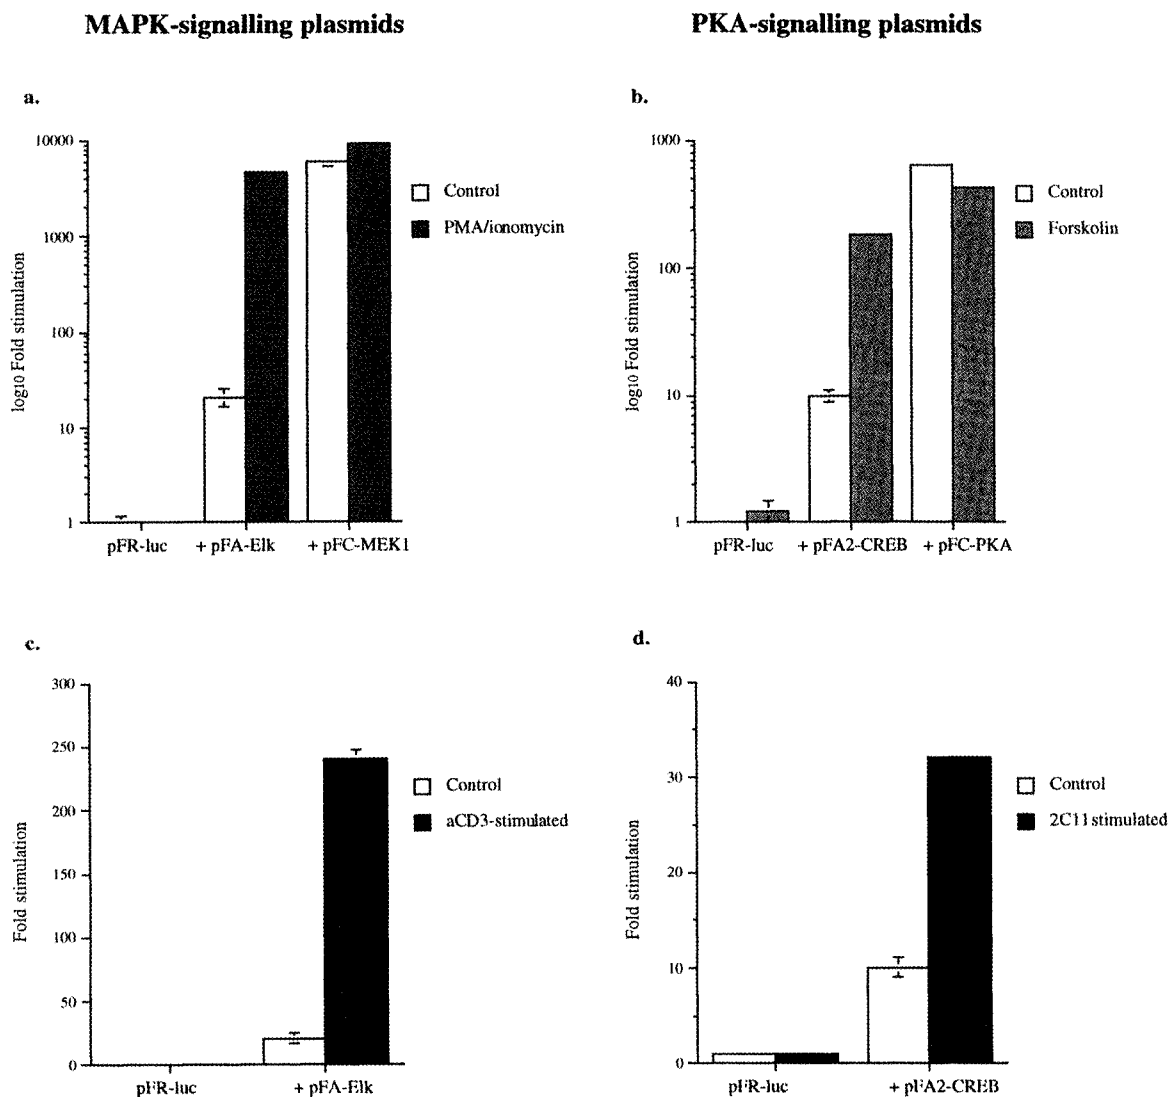 MAPK-signalling plasmids
PKA-signalling plasmids
a.
10000
1000
100
10
1
log10 Fold stimulation
pFR-luc
+ pFA-Elk
+ pFC-MEK1
Control
PMA/ionomycin
b.
1000
100
10
1
log10 Fold stimulation
pFR-luc
+ pFA2-CREB
+ pFC-PKA
Control
Forskolin
c.
300
250
200
150
100
50
0
Fold stimulation
pFR-luc
+ pFA-Elk
Control
aCD3-stimulated
d.
40
30
20
10
0
Fold stimulation
pFR-luc
+ pFA2-CREB
Control
2C11stimulated